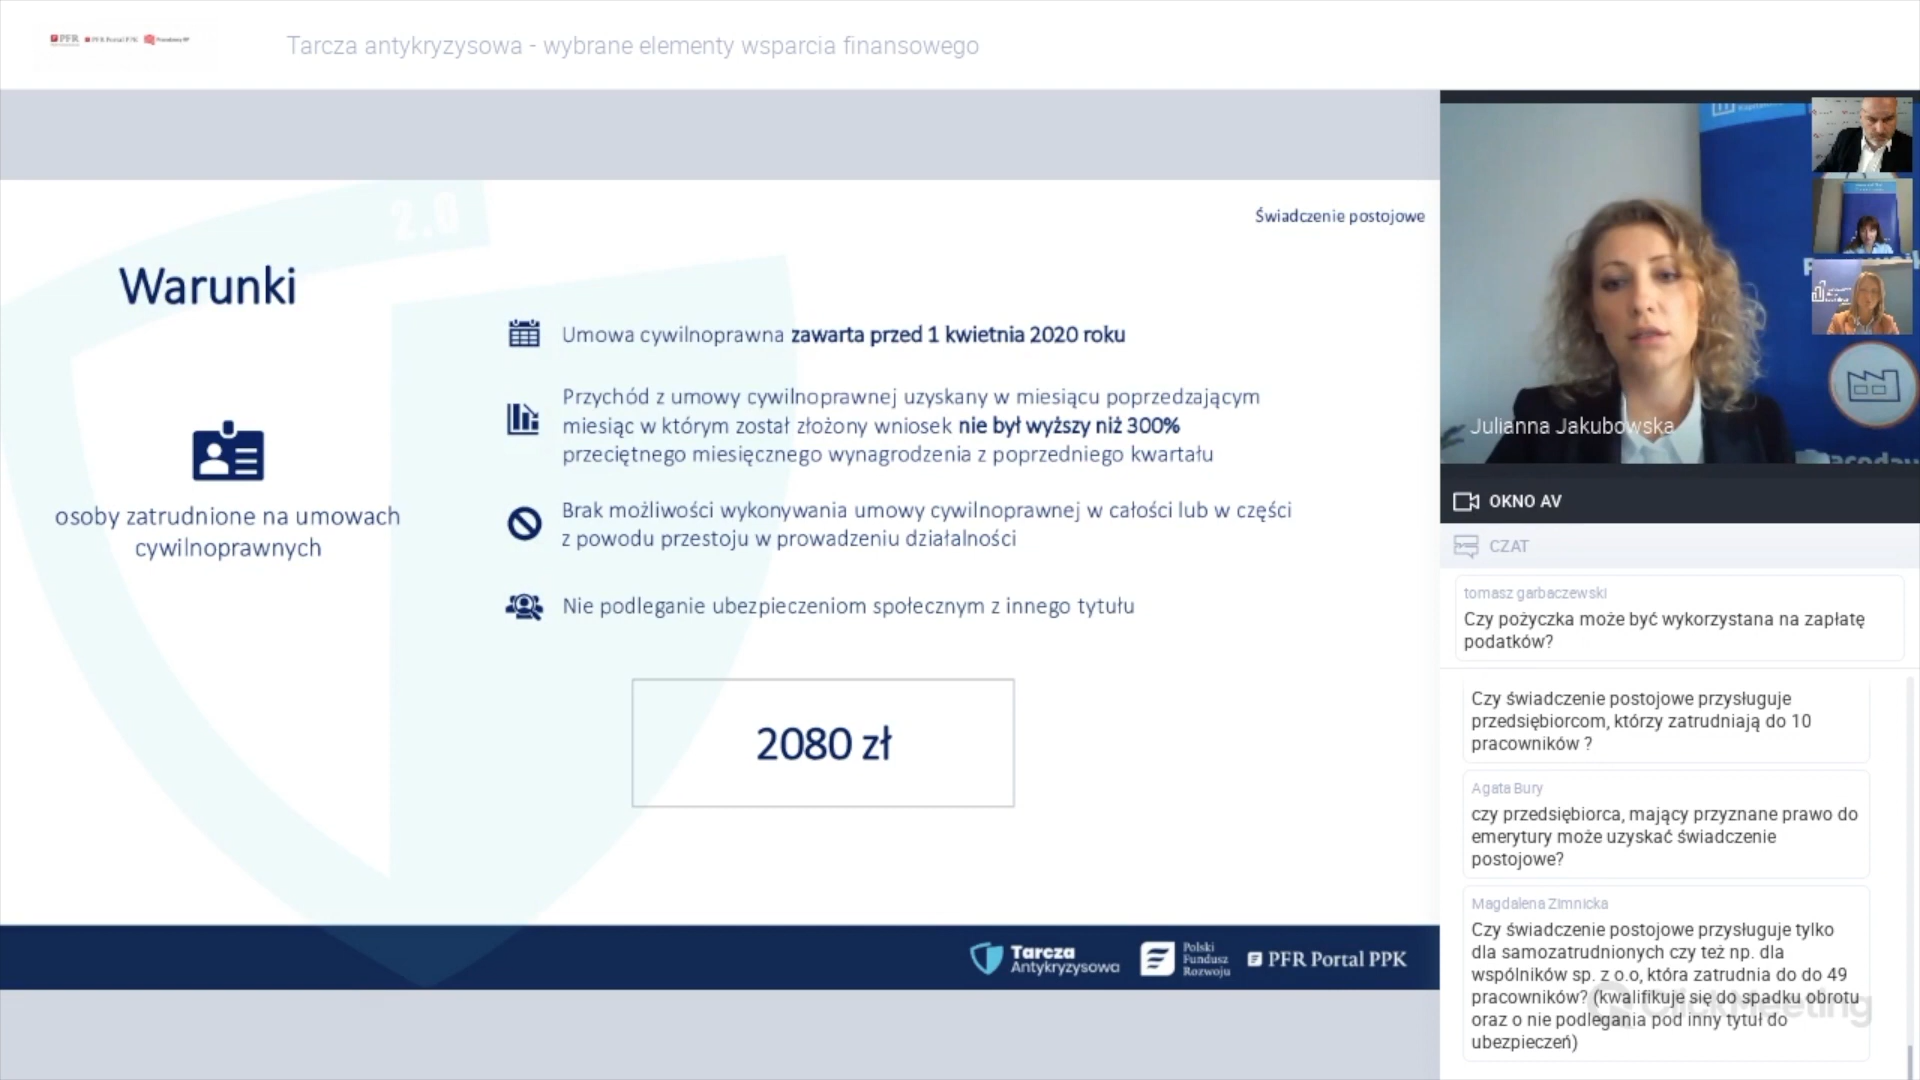 PFR
PFR Portal PPK
Tarcza antykryzysowa - wybrane elementy wsparcia finansowego
2.0
Świadczenie postojowe
Warunki
osoby zatrudnione na umowach
cywilnoprawnych
Umowa cywilnoprawna zawarta przed 1 kwietnia 2020 roku
Przychód z umowy cywilnoprawnej uzyskany w miesiącu poprzedzającym
miesiąc w którym został złożony wniosek nie był wyższy niż 300%
przeciętnego miesięcznego wynagrodzenia z poprzedniego kwartału
Brak możliwości wykonywania umowy cywilnoprawnej w całości lub w części
z powodu przestoju w prowadzeniu działalności
Nie podleganie ubezpieczeniom społecznym z innego tytułu
2080 zł
Tarcza
Antykryzysowa
Polski
Fundusz
Rozwoju
PFR Portal PPK
Julianna Jakubowska
OKNO AV
CZAT
tomasz garbaczewski
Czy pożyczka może być wykorzystana na zapłatę
podatków?
Czy świadczenie postojowe przysługuje
przedsiębiorcom, którzy zatrudniają do 10
pracowników ?
Agata Bury
czy przedsiębiorca, mający przyznane prawo do
emerytury może uzyskać świadczenie
postojowe?
Magdalena Zimnicka
Czy świadczenie postojowe przysługuje tylko
dla samozatrudnionych czy też np. dla
wspólników sp. z o.o, która zatrudnia do do 49
pracowników? (kwalifikuje się do spadku obrotu
oraz o nie podlegania pod inny tytuł do
ubezpieczeń)
ClickMeeting